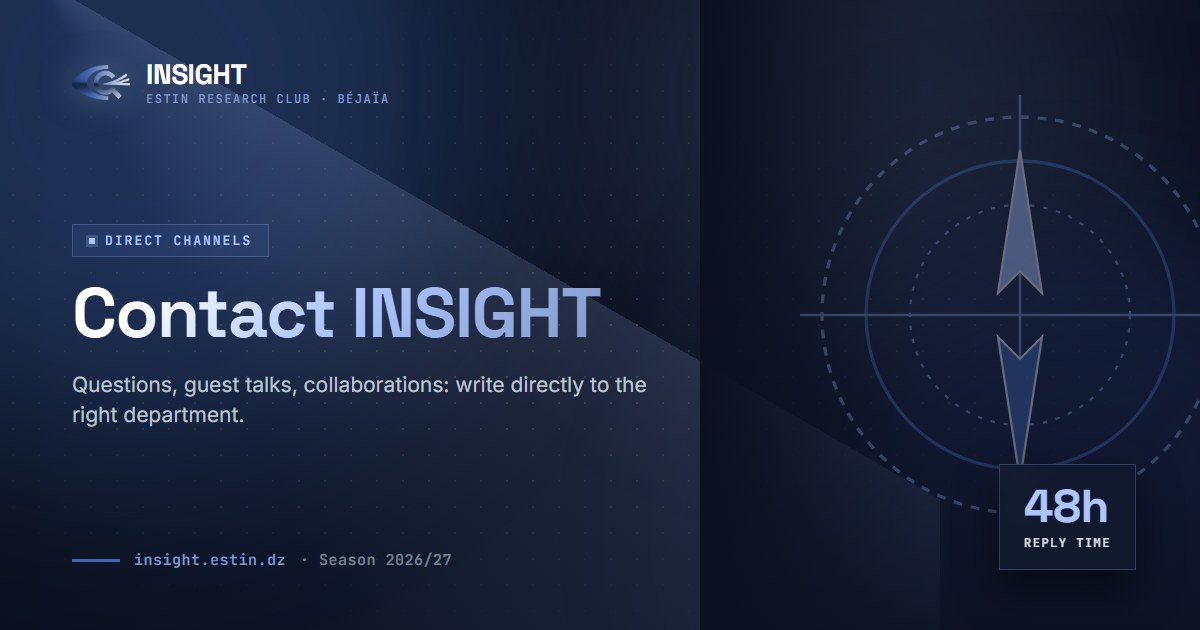 INSIGHT
ESTIN RESEARCH CLUB · BÉJAÏA
DIRECT CHANNELS
Contact INSIGHT
Questions, guest talks, collaborations: write directly to the
right department.
insight.estin.dz · Season 2026/27
48h
REPLY TIME